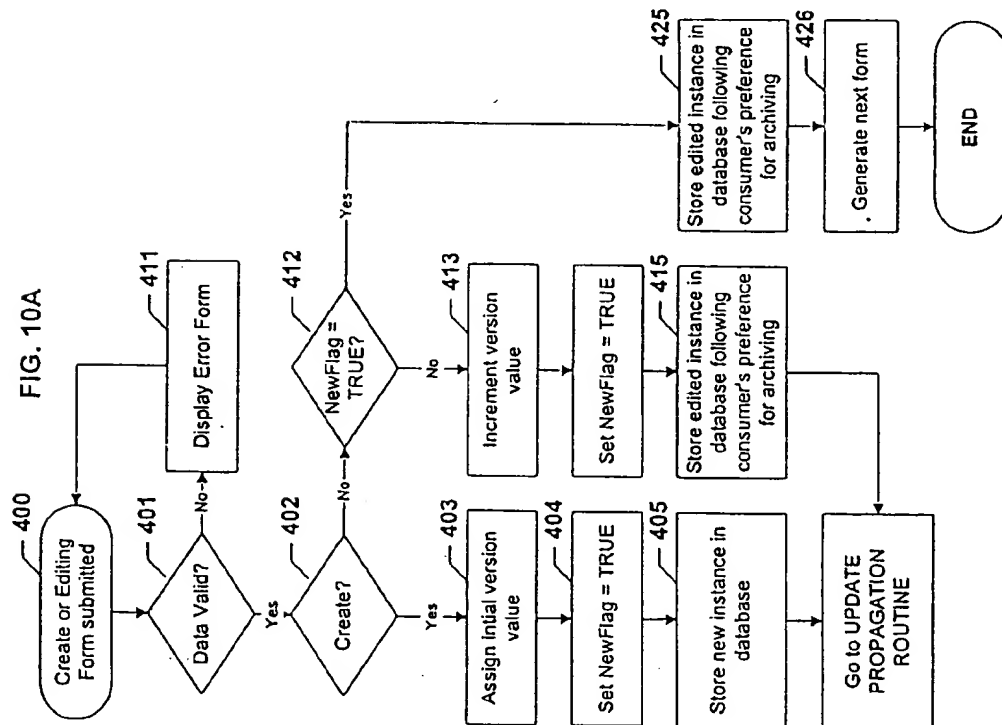 FIG. 10A
400
Create or Editing
Form submitted
401
Data Valid?
No
411
Display Error Form
Yes
402
Create?
No
412
NewFlag =
TRUE?
Yes
Yes
403
Assign Intial version
value
404
Set NewFlag = TRUE
405
Store new instance in
database
No
413
Increment version
value
Set NewFlag = TRUE
415
Store edited instance in
database following
consumer's preference
for archiving
Go to UPDATE
PROPAGATION
ROUTINE
425
Store edited instance in
database following
consumer's preference
for archiving
426
Generate next form
END